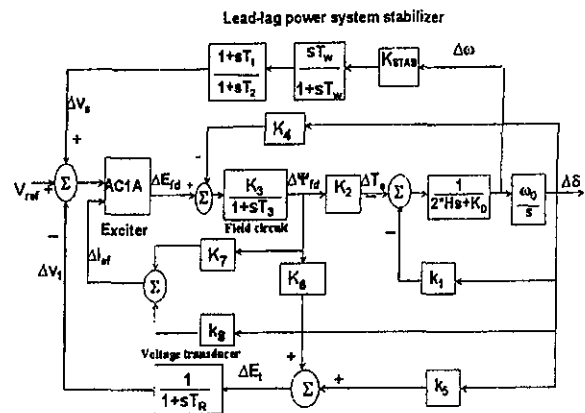 Lead-lag power system stabilizer
1+sT₁
1+sT₂
sTw
1+sTw
KSTAB
Δω
Δvs
+
K₄
-
Vref
+
Σ
AC1A
Exciter
ΔEfd
+
Σ
K₃
1+sT₃
Field circuit
ΔΨfd
K₂
ΔTe
-
Σ
1
2*Hs+KD
ω₀
s
Δδ
-
Δv₁
ΔIef
Σ
K₇
K₆
-
k₁
k₈
Voltage transducer
1
1+sTR
ΔEt
+
Σ
+
k₅